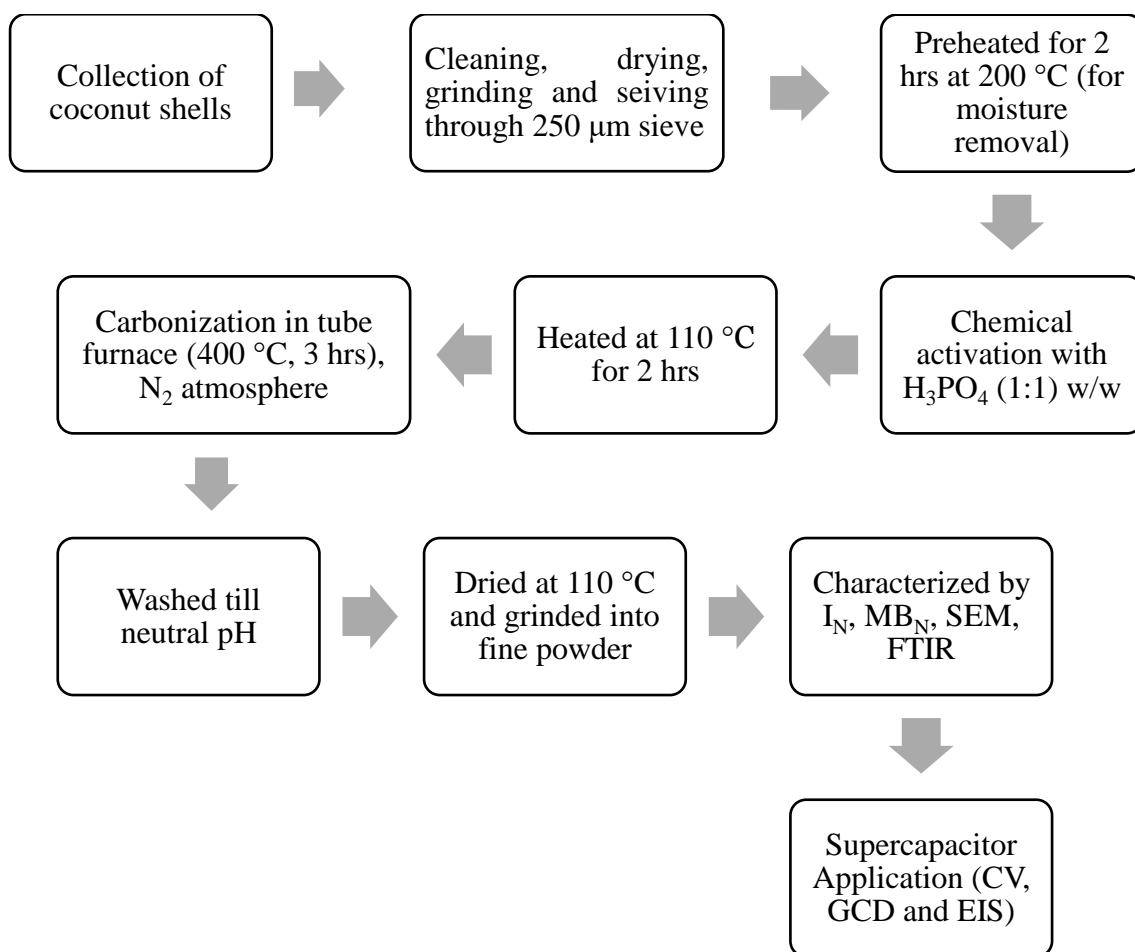 Collection of
coconut shells
Cleaning, drying,
grinding and seiving
through 250 μm sieve
Preheated for 2
hrs at 200 °C (for
moisture
removal)
Chemical
activation with
H₃PO₄ (1:1) w/w
Heated at 110 °C
for 2 hrs
Carbonization in tube
furnace (400 °C, 3 hrs),
N₂ atmosphere
Washed till
neutral pH
Dried at 110 °C
and grinded into
fine powder
Characterized by
I_N, MB_N, SEM,
FTIR
Supercapacitor
Application (CV,
GCD and EIS)